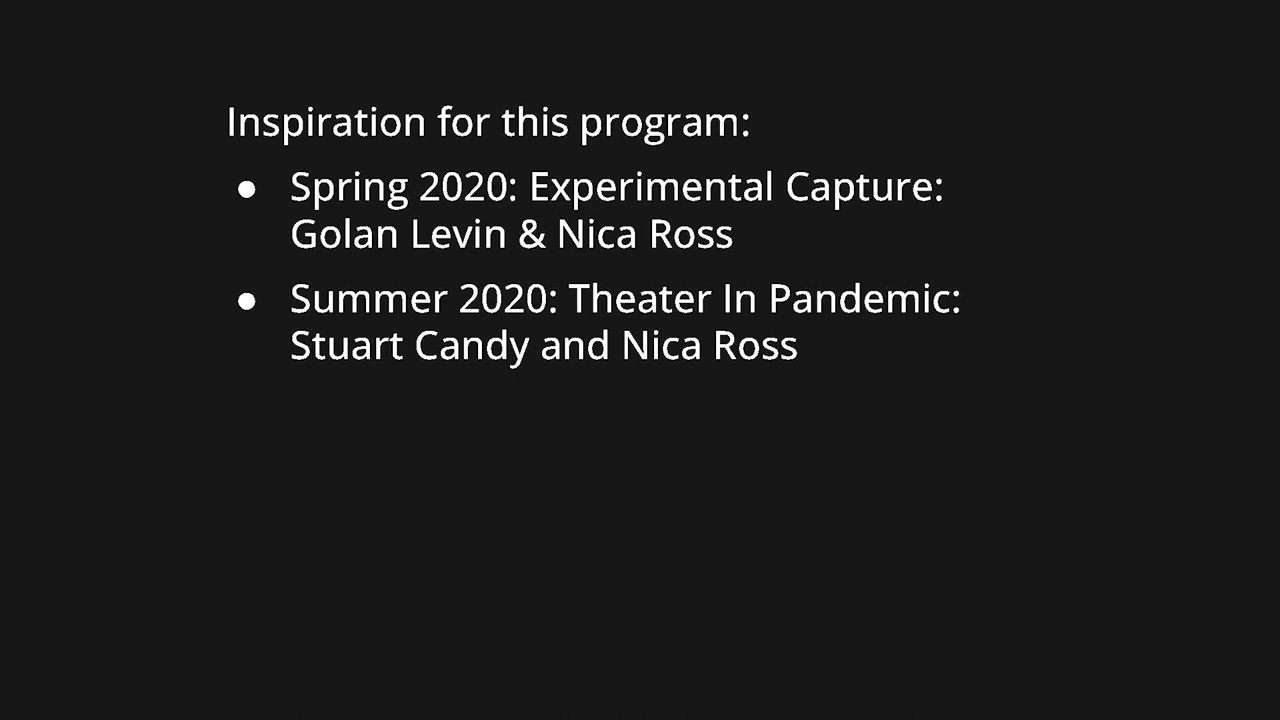 Inspiration for this program:
● Spring 2020: Experimental Capture:
Golan Levin & Nica Ross
● Summer 2020: Theater In Pandemic:
Stuart Candy and Nica Ross